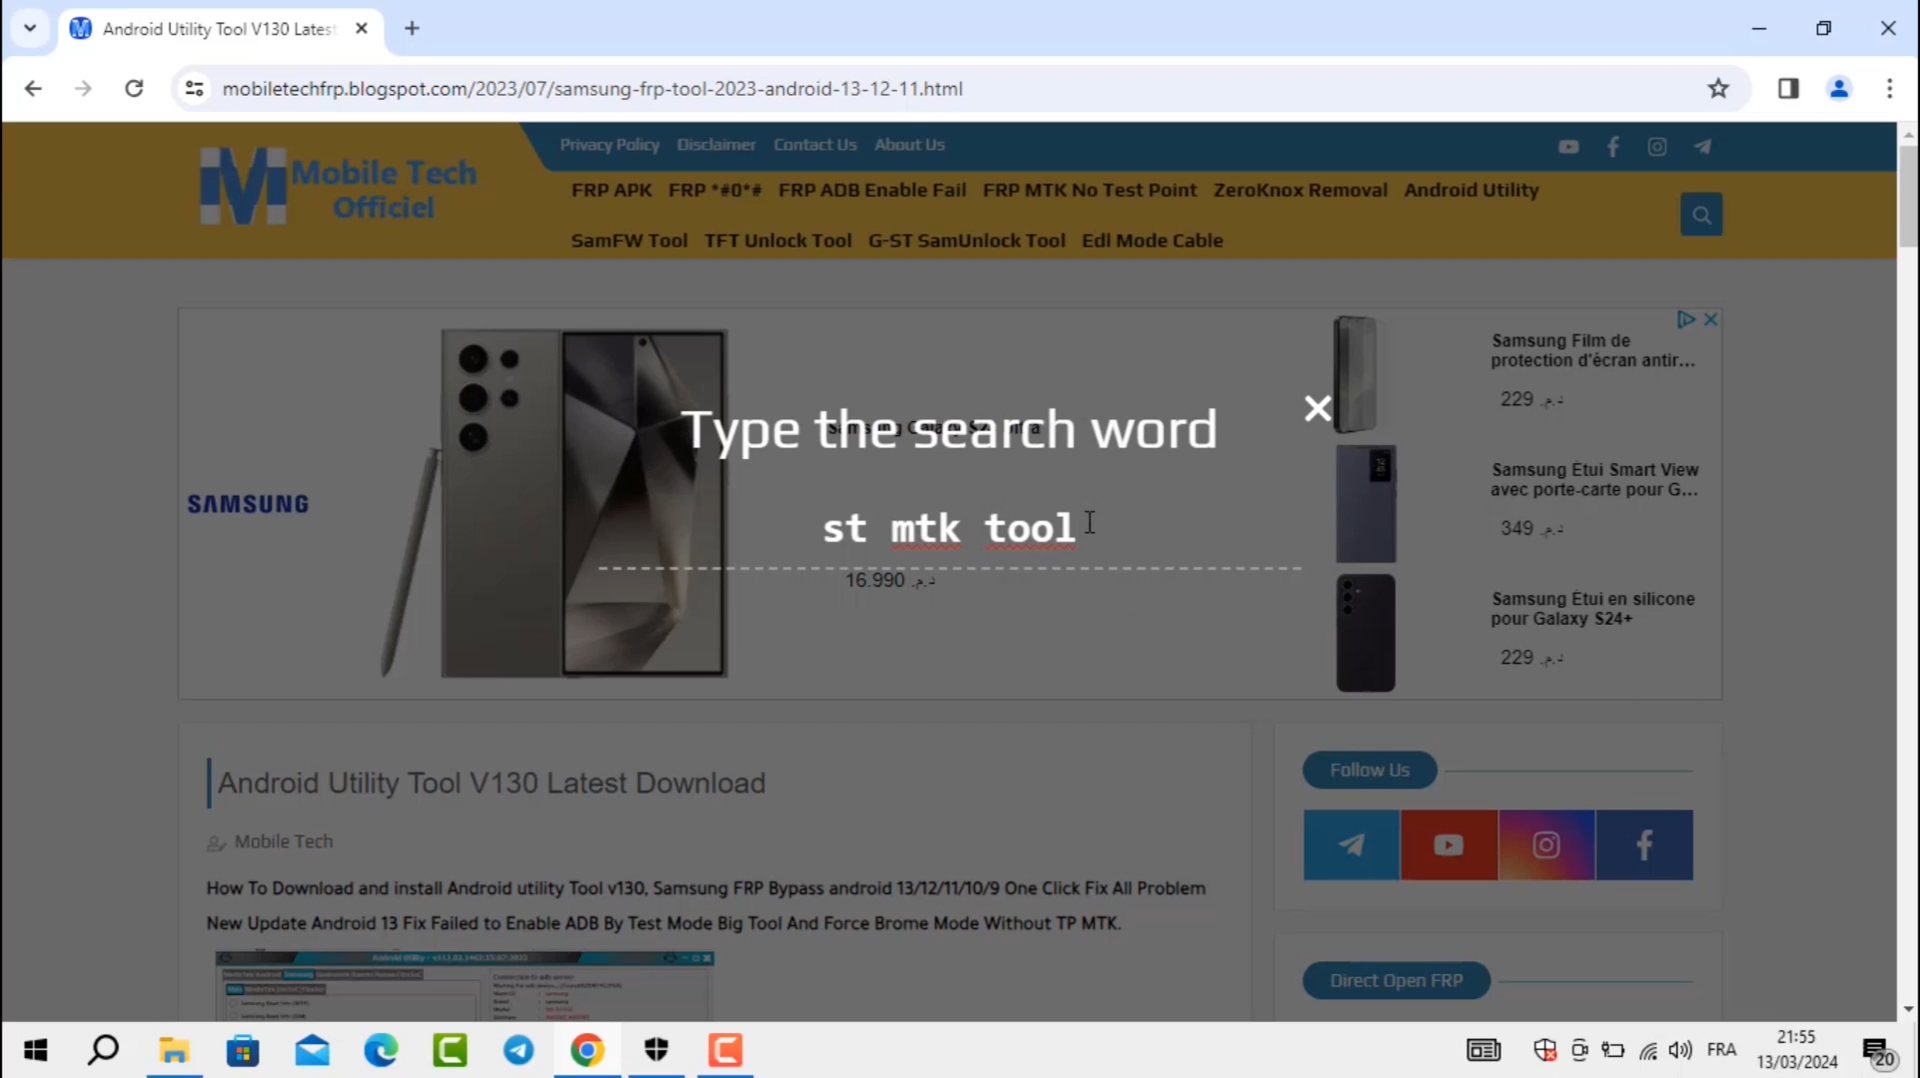 Android Utility Tool V130 Latest
mobiletechfrp.blogspot.com/2023/07/samsung-frp-tool-2023-android-13-12-11.html
Privacy Policy Disclaimer Contact Us About Us
Mobile Tech
Officiel
FRP APK FRP *#0*# FRP ADB Enable Fail FRP MTK No Test Point ZeroKnox Removal Android Utility
SamFW Tool TFT Unlock Tool G-ST SamUnlock Tool Edl Mode Cable
SAMSUNG
Type the search word
st mtk tool
16.990 د.م.
Samsung Film de
protection d'écran antir...
229 د.م.
Samsung Étui Smart View
avec porte-carte pour G...
349 د.م.
Samsung Étui en silicone
pour Galaxy S24+
229 د.م.
Android Utility Tool V130 Latest Download
Mobile Tech
How To Download and install Android utility Tool v130, Samsung FRP Bypass android 13/12/11/10/9 One Click Fix All Problem
New Update Android 13 Fix Failed to Enable ADB By Test Mode Big Tool And Force Brome Mode Without TP MTK.
Follow Us
Direct Open FRP
FRA
21:55
13/03/2024
20